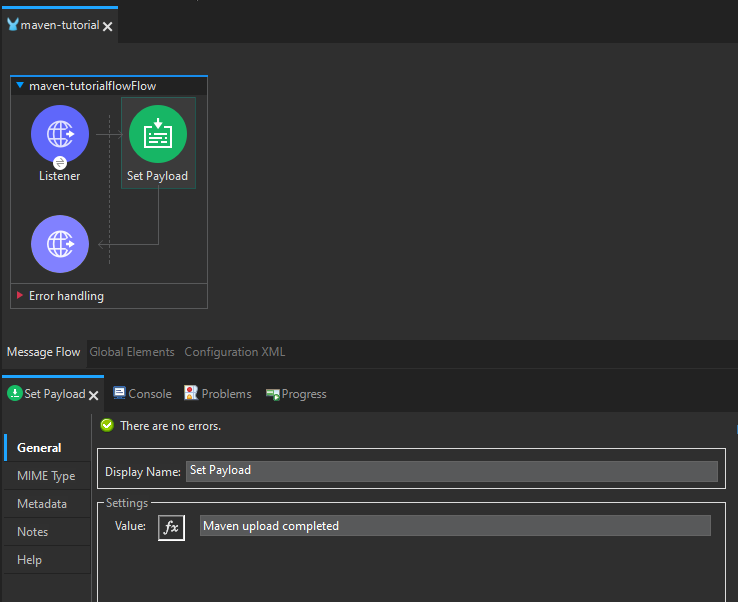 maven-tutorial
maven-tutorialflowFlow
Listener
Set Payload
Error handling
Message Flow Global Elements Configuration XML
Set Payload Console Problems Progress
There are no errors.
General
MIME Type
Metadata
Notes
Help
Display Name: Set Payload
Settings
Value: fx Maven upload completed